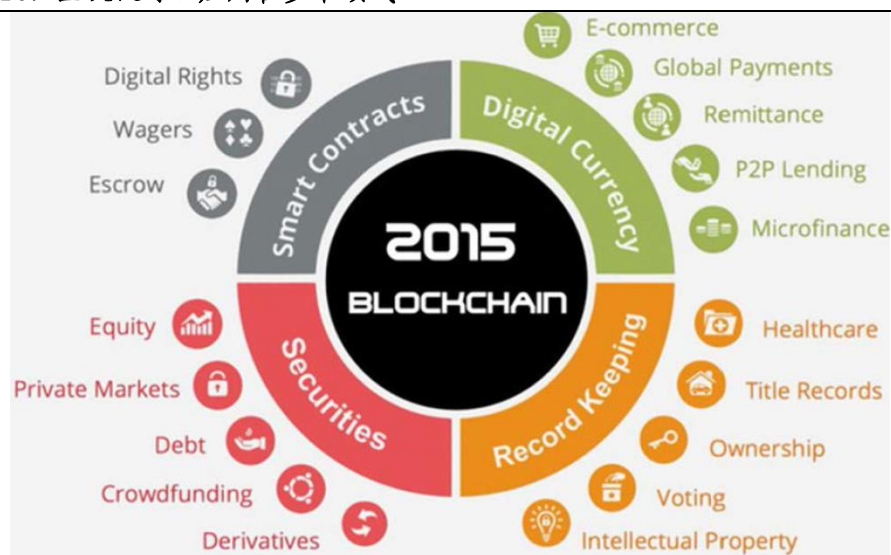 Digital Rights
Wagers
Escrow
Smart Contracts
E-commerce
Global Payments
Remittance
P2P Lending
Microfinance
Digital Currency
2015
BLOCKCHAIN
Equity
Private Markets
Debt
Crowdfunding
Derivatives
Securities
Healthcare
Title Records
Ownership
Voting
Intellectual Property
Record Keeping